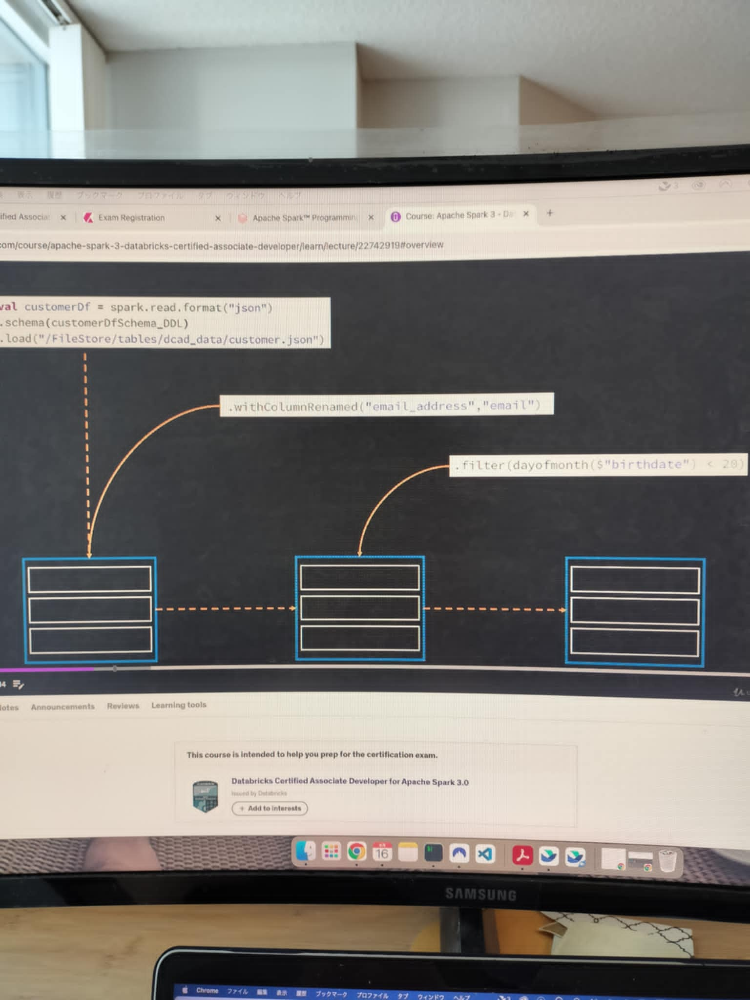 表示 履歴 ブックマーク プロファイル タブ ウィンドウ ヘルプ 3
ified Associat Exam Registration Apache Spark™ Programmin Course: Apache Spark 3 - Da
com/course/apache-spark-3-databricks-certified-associate-developer/learn/lecture/22742919#overview
val customerDf = spark.read.format("json")
.schema(customerDfSchema_DDL)
.load("/FileStore/tables/dcad_data/customer.json")
.withColumnRenamed("email_address","email")
.filter(dayofmonth($"birthdate") < 20)
Notes Announcements Reviews Learning tools
This course is intended to help you prep for the certification exam.
Databricks Certified Associate Developer for Apache Spark 3.0
Issued by Databricks
+ Add to interests
16
SAMSUNG
Chrome ファイル 編集 表示 履歴 ブックマーク プロファイル タブ ウィンドウ ヘルプ